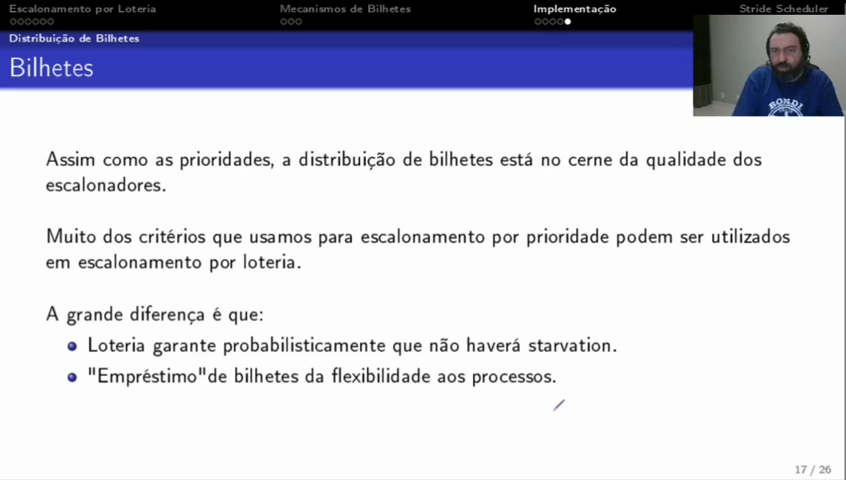 Escalonamento por Loteria
Mecanismos de Bilhetes
Implementação
Stride Scheduler
Distribuição de Bilhetes
Bilhetes
BONDI
Assim como as prioridades, a distribuição de bilhetes está no cerne da qualidade dos
escalonadores.
Muito dos critérios que usamos para escalonamento por prioridade podem ser utilizados
em escalonamento por loteria.
A grande diferença é que:
Loteria garante probabilisticamente que não haverá starvation.
"Empréstimo"de bilhetes da flexibilidade aos processos.
17 / 26